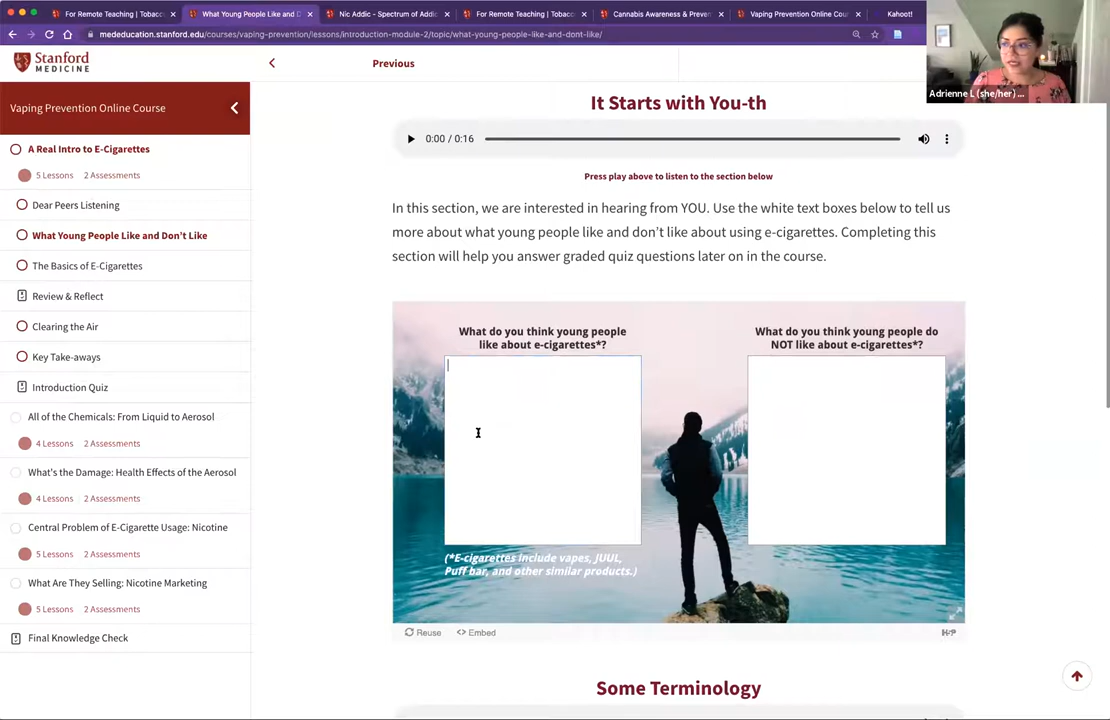 For Remote Teaching | Tobacc
What Young People Like and D
Nic Addic - Spectrum of Addic
For Remote Teaching | Tobacc
Cannabis Awareness & Preven
Vaping Prevention Online Cou
Kahoot!
mededucation.stanford.edu/courses/vaping-prevention/lessons/introduction-module-2/topic/what-young-people-like-and-dont-like/
Stanford
MEDICINE
Previous
Adrienne L (she/her) ...
Vaping Prevention Online Course
A Real Intro to E-Cigarettes
5 Lessons 2 Assessments
Dear Peers Listening
What Young People Like and Don't Like
The Basics of E-Cigarettes
Review & Reflect
Clearing the Air
Key Take-aways
Introduction Quiz
All of the Chemicals: From Liquid to Aerosol
4 Lessons 2 Assessments
What's the Damage: Health Effects of the Aerosol
4 Lessons 2 Assessments
Central Problem of E-Cigarette Usage: Nicotine
5 Lessons 2 Assessments
What Are They Selling: Nicotine Marketing
5 Lessons 2 Assessments
Final Knowledge Check
It Starts with You-th
0:00 / 0:16
Press play above to listen to the section below
In this section, we are interested in hearing from YOU. Use the white text boxes below to tell us
more about what young people like and don't like about using e-cigarettes. Completing this
section will help you answer graded quiz questions later on in the course.
What do you think young people
like about e-cigarettes*?
What do you think young people do
NOT like about e-cigarettes*?
(*E-cigarettes include vapes, JUUL,
Puff bar, and other similar products.)
Reuse
<> Embed
H-P
Some Terminology